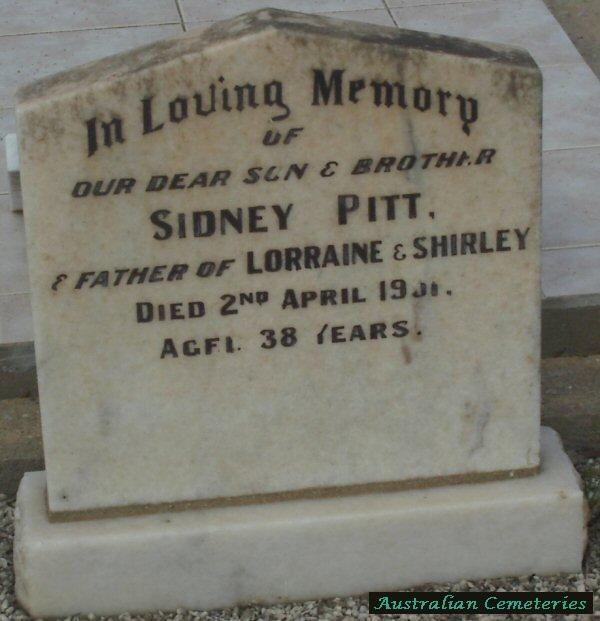 In Loving Memory
OF
OUR DEAR SON & BROTHER
SIDNEY PITT,
& FATHER OF LORRAINE & SHIRLEY
DIED 2ND APRIL
AGED 38 YEARS.
Australian Cemeteries